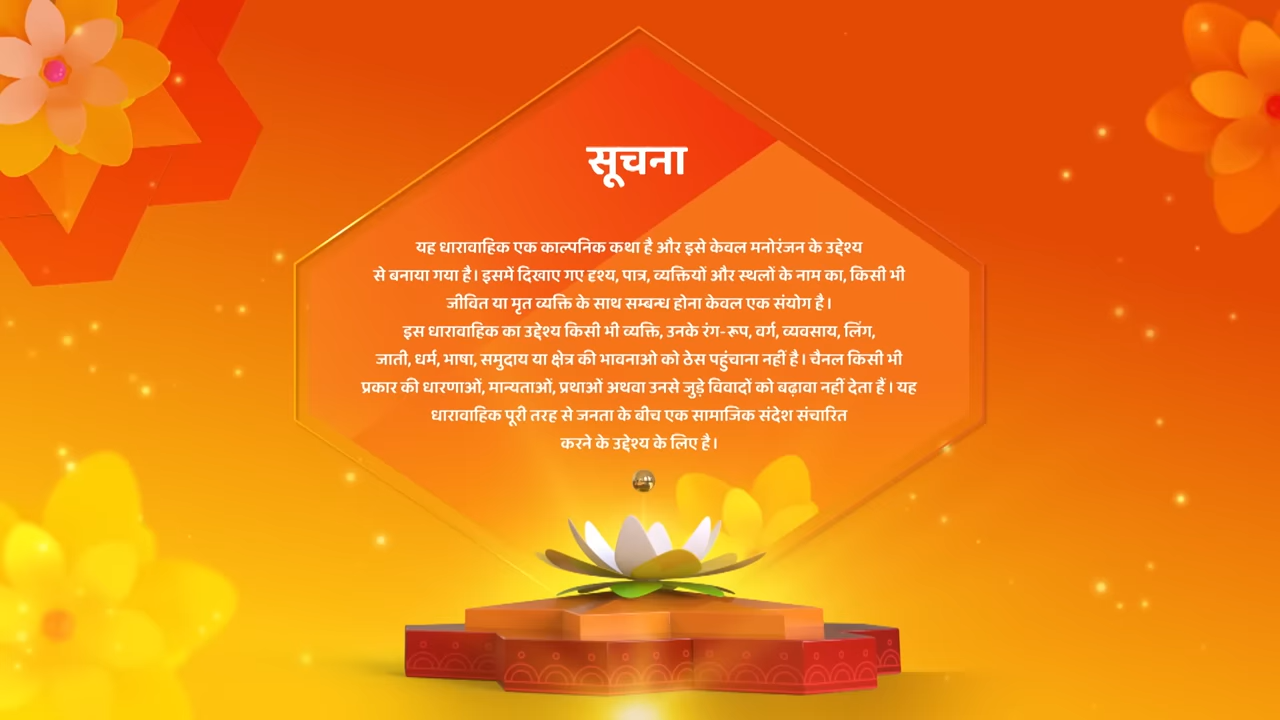 सूचना
यह धारावाहिक एक काल्पनिक कथा है और इसे केवल मनोरंजन के उद्देश्य
से बनाया गया है। इसमें दिखाए गए दृश्य, पात्र, व्यक्तियों और स्थलों के नाम का, किसी भी
जीवित या मृत व्यक्ति के साथ सम्बन्ध होना केवल एक संयोग है।
इस धारावाहिक का उद्देश्य किसी भी व्यक्ति, उनके रंग-रूप, वर्ग, व्यवसाय, लिंग,
जाती, धर्म, भाषा, समुदाय या क्षेत्र की भावनाओ को ठेस पहुंचाना नहीं है। चैनल किसी भी
प्रकार की धारणाओं, मान्यताओं, प्रथाओं अथवा उनसे जुड़े विवादों को बढ़ावा नहीं देता हैं। यह
धारावाहिक पूरी तरह से जनता के बीच एक सामाजिक संदेश संचारित
करने के उद्देश्य के लिए है।